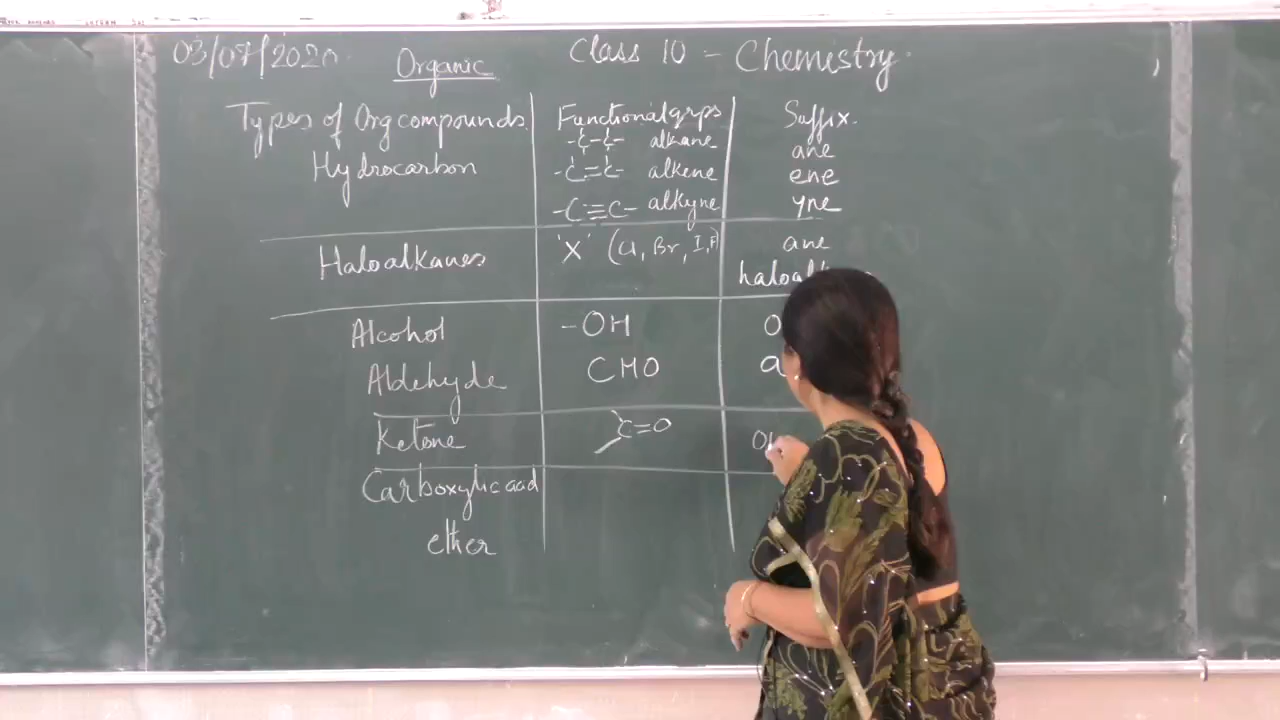 03/07/2020 Organic Class 10 - Chemistry
Types of Org compounds Functional grps Suffix.
-C-C- alkane ane
Hydrocarbon -C=C- alkene ene
-C≡C- alkyne yne
Haloalkanes 'X' (Cl, Br, I, F) ane
Alcohol -OH
Aldehyde CHO
Ketone C=O
Carboxylic acid
ether